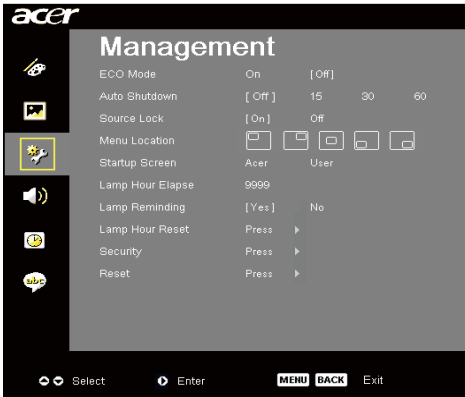 acer
Management
ECO Mode On [Off]
Auto Shutdown [ Off ] 15 30 60
Source Lock [On] Off
Menu Location
Startup Screen Acer User
Lamp Hour Elapse 9999
Lamp Reminding [Yes] No
Lamp Hour Reset Press
Security Press
Reset Press
abc
Select Enter MENU BACK Exit